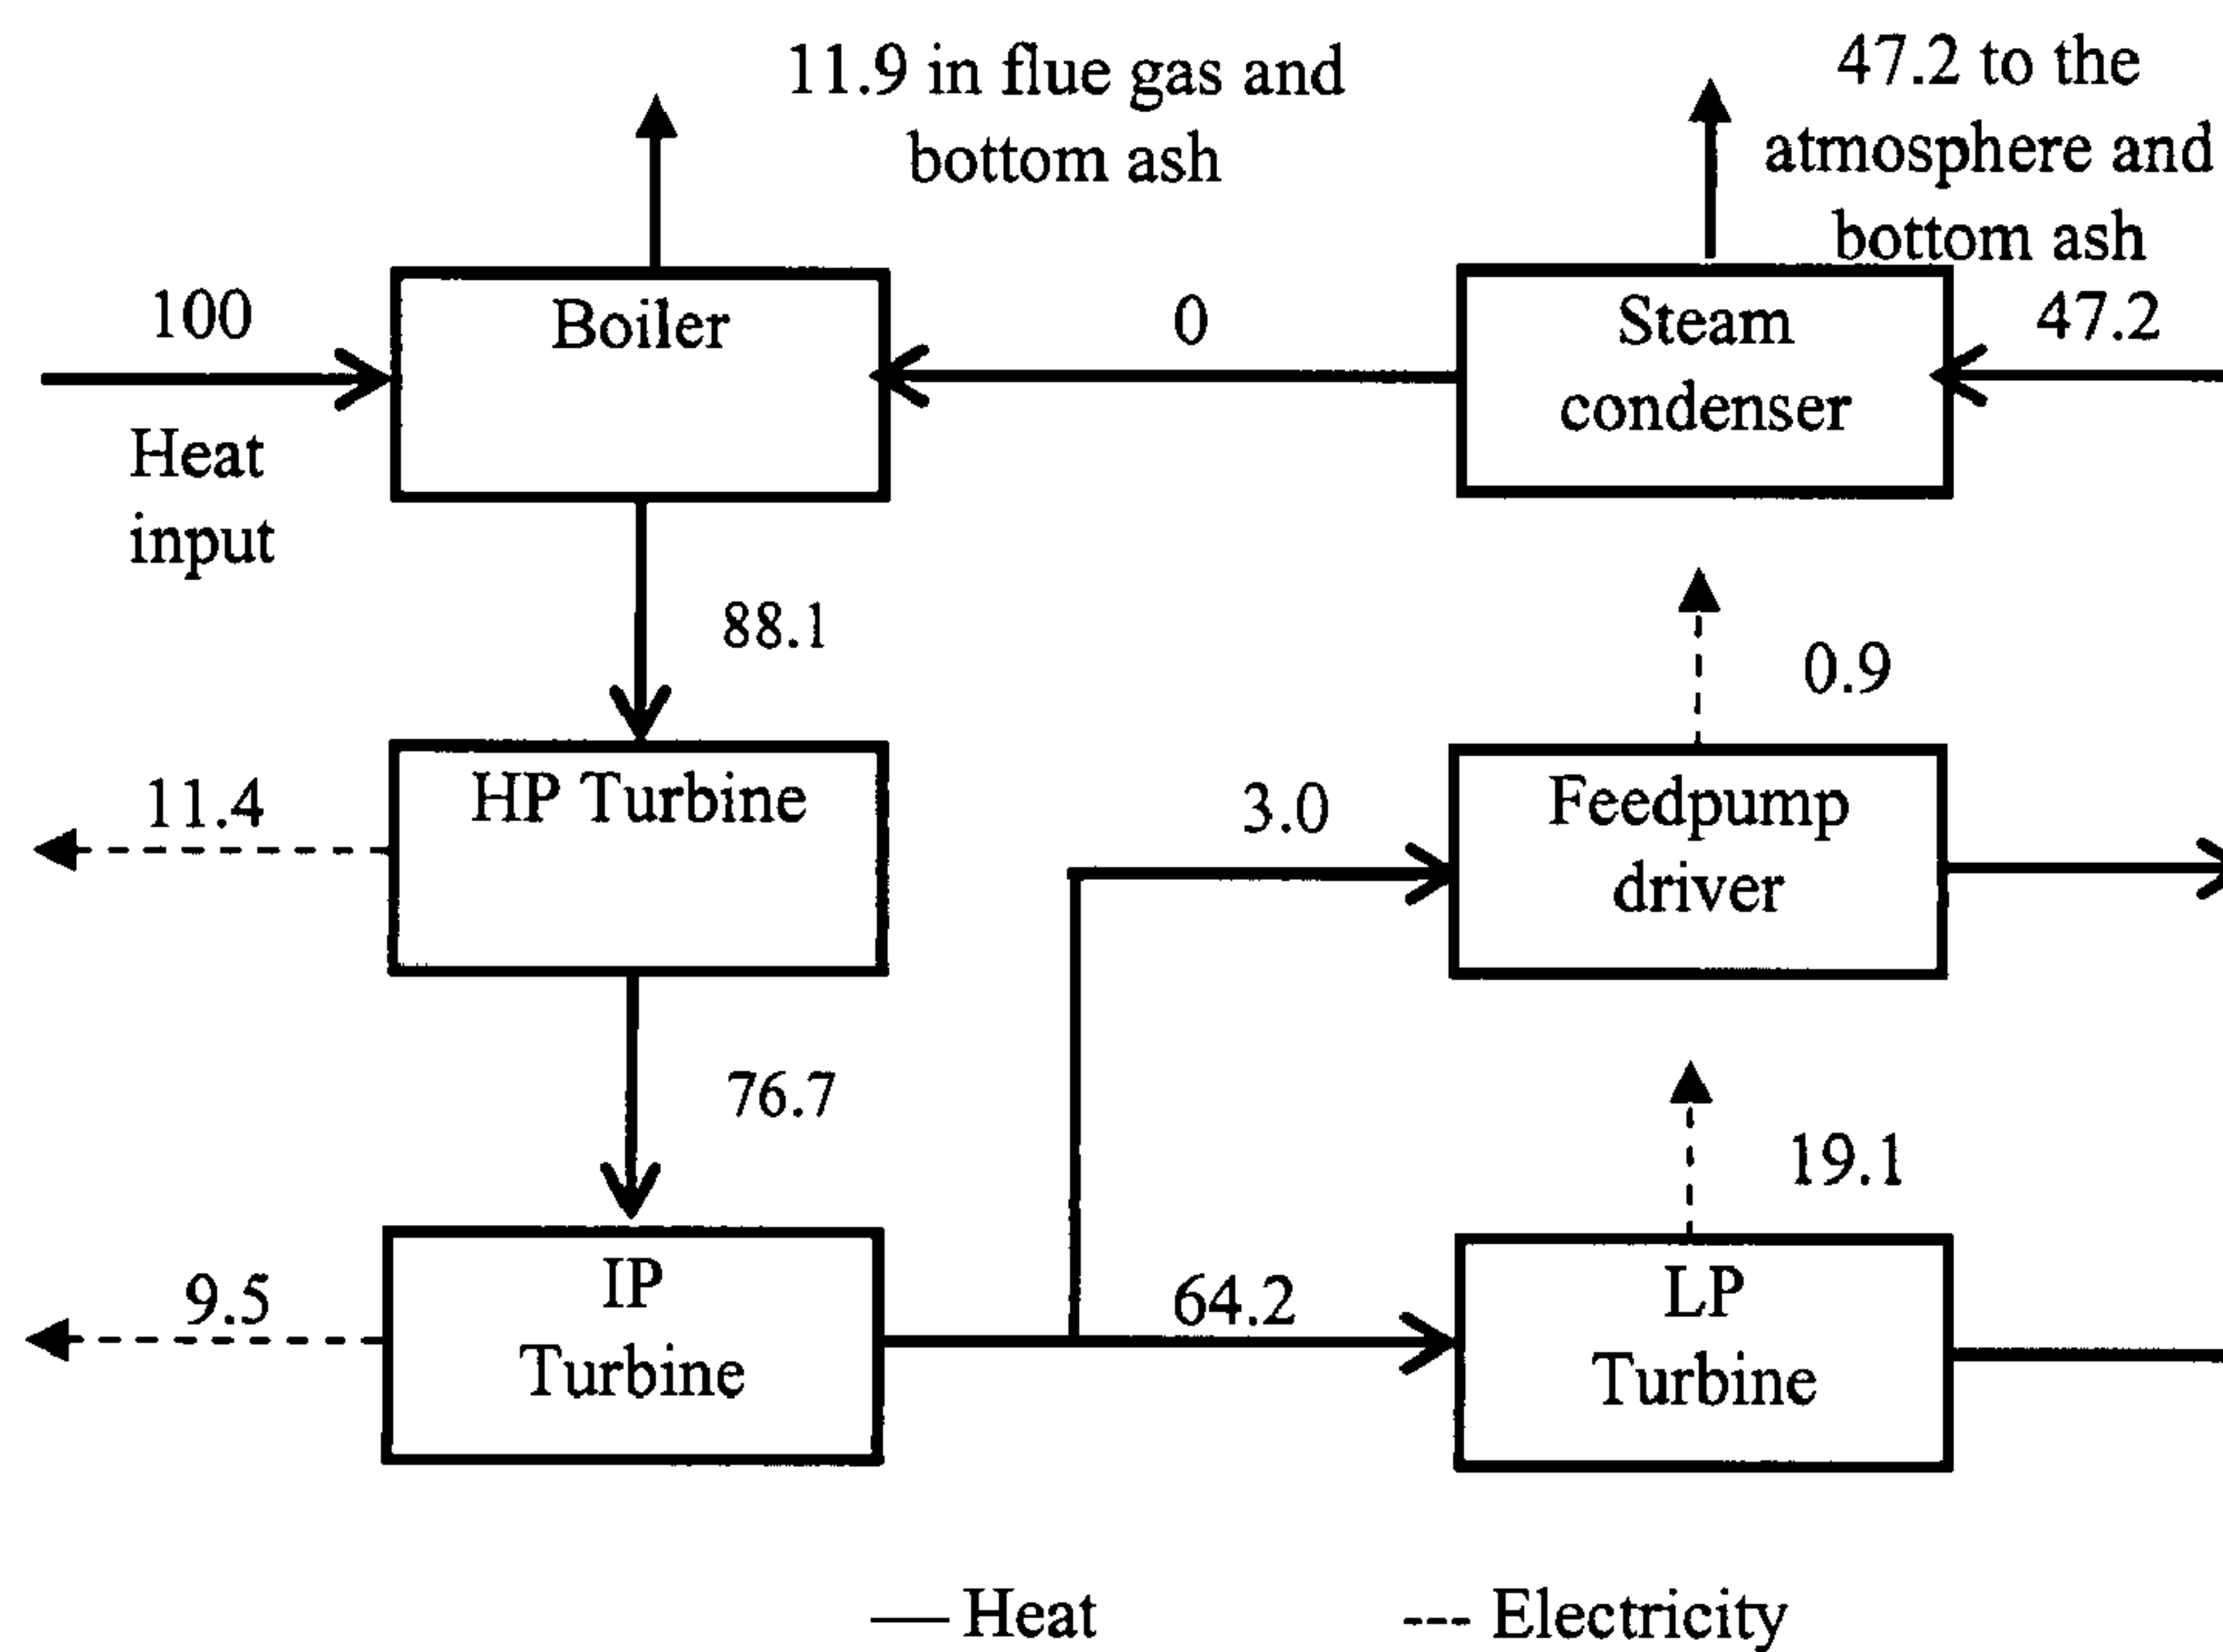 11.9 in flue gas and
bottom ash
47.2 to the
atmosphere and
bottom ash
100
Heat
input
Boiler
0
Steam
condenser
47.2
88.1
0.9
11.4
HP Turbine
3.0
Feedpump
driver
76.7
19.1
9.5
IP
Turbine
64.2
LP
Turbine
— Heat
--- Electricity